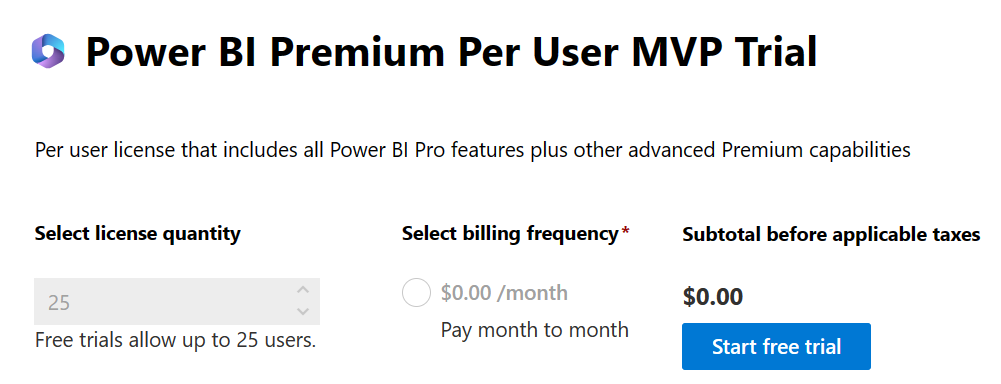 Power BI Premium Per User MVP Trial
Per user license that includes all Power BI Pro features plus other advanced Premium capabilities
Select license quantity
25
Free trials allow up to 25 users.
Select billing frequency*
$0.00 /month
Pay month to month
Subtotal before applicable taxes
$0.00
Start free trial